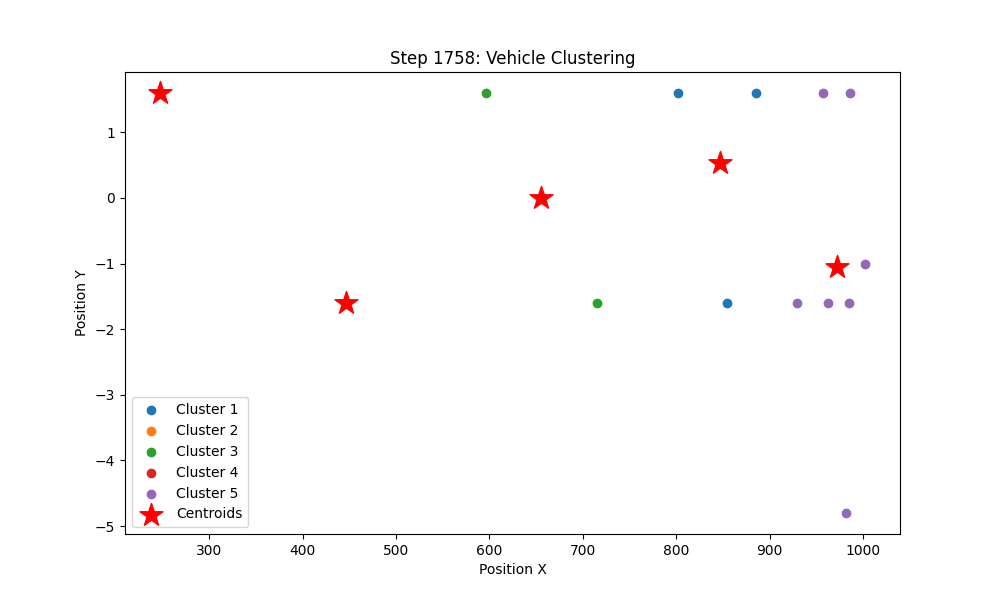 Step 1758: Vehicle Clustering
Position Y
1
0
−1
−2
−3
−4
−5
Cluster 1
Cluster 2
Cluster 3
Cluster 4
Cluster 5
Centroids
300 400 500 600 700 800 900 1000
Position X